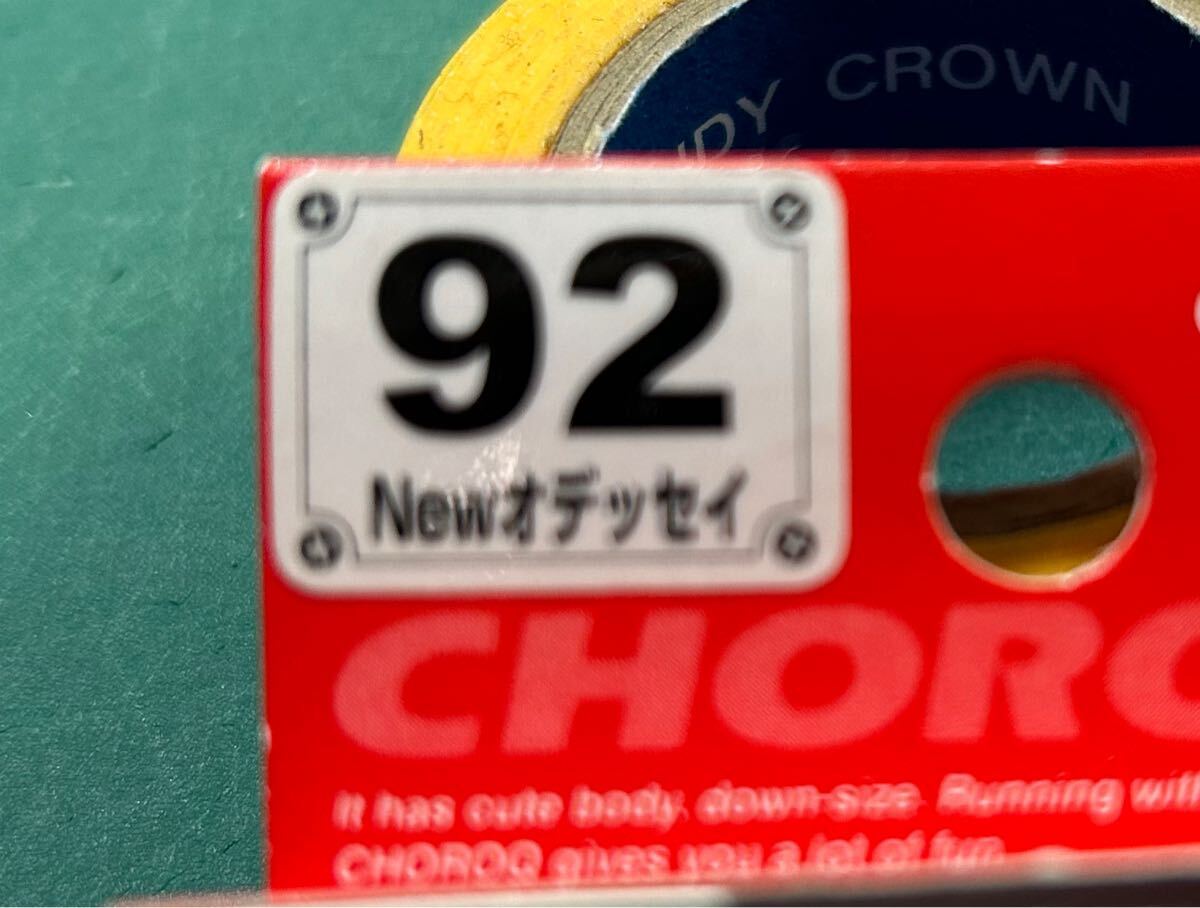 NDY CROWN
92
Newオデッセイ
CHORO
It has cute body, down-size. Running with
CHOROQ gives you a lot of fun.